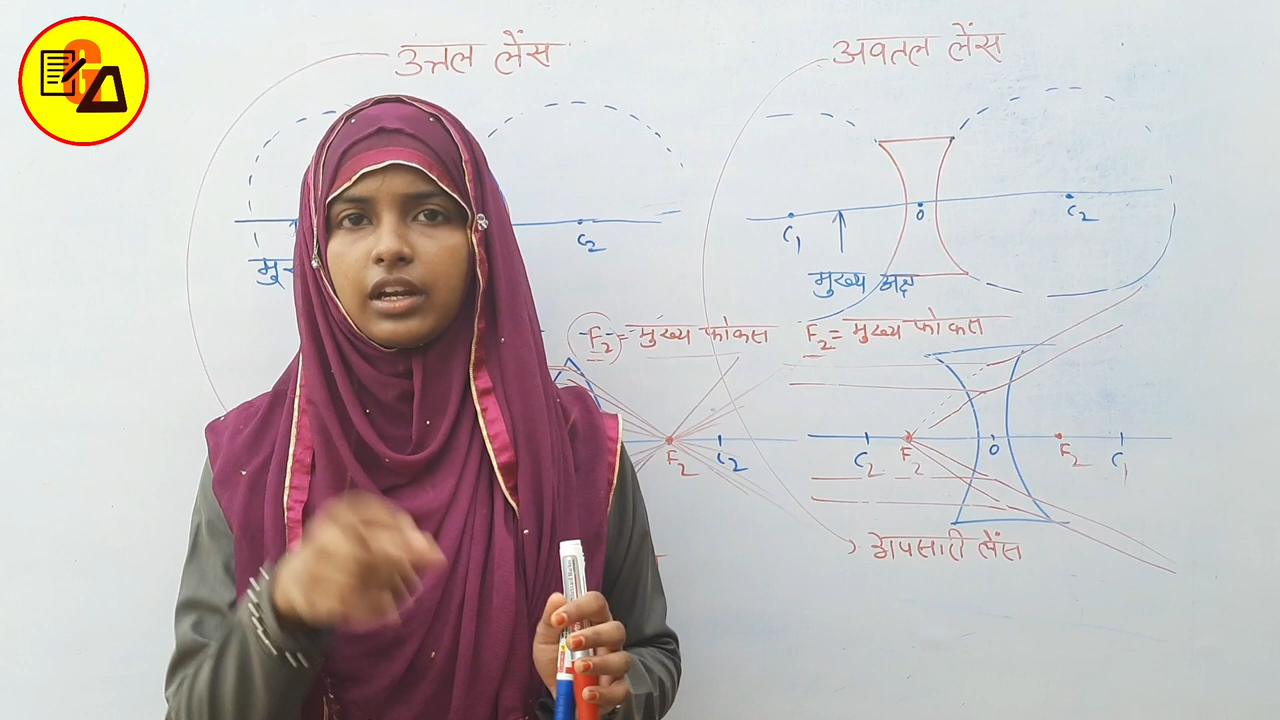 उत्तल लेंस
अवतल लेंस
C2
C1
O
C2
मुख्य अक्ष
F2 = मुख्य फोकस
F2 = मुख्य फोकस
F2
C2
C2
F2
O
F2
C1
अपसारी लेंस
G